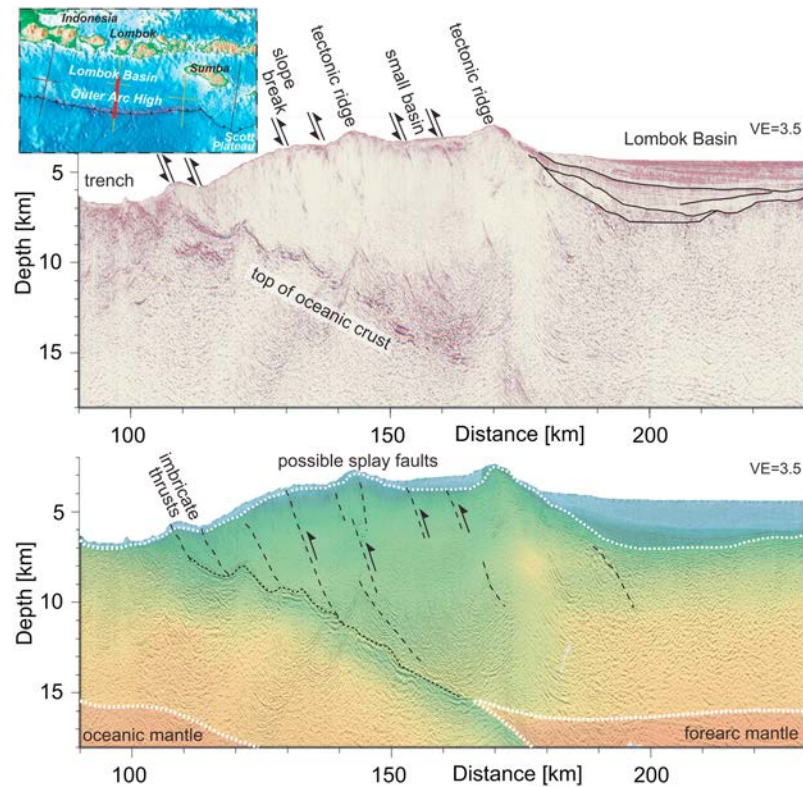 Indonesia
Lombok
Sumba
Lombok Basin
Outer Arc High
Scott
Plateau
slope
break
tectonic ridge
small basin
tectonic ridge
VE=3.5
Lombok Basin
trench
5
10
15
Depth [km]
top of oceanic crust
100
150
Distance [km]
200
imbricate
thrusts
possible splay faults
VE=3.5
5
10
15
Depth [km]
oceanic mantle
forearc mantle
100
150
Distance [km]
200